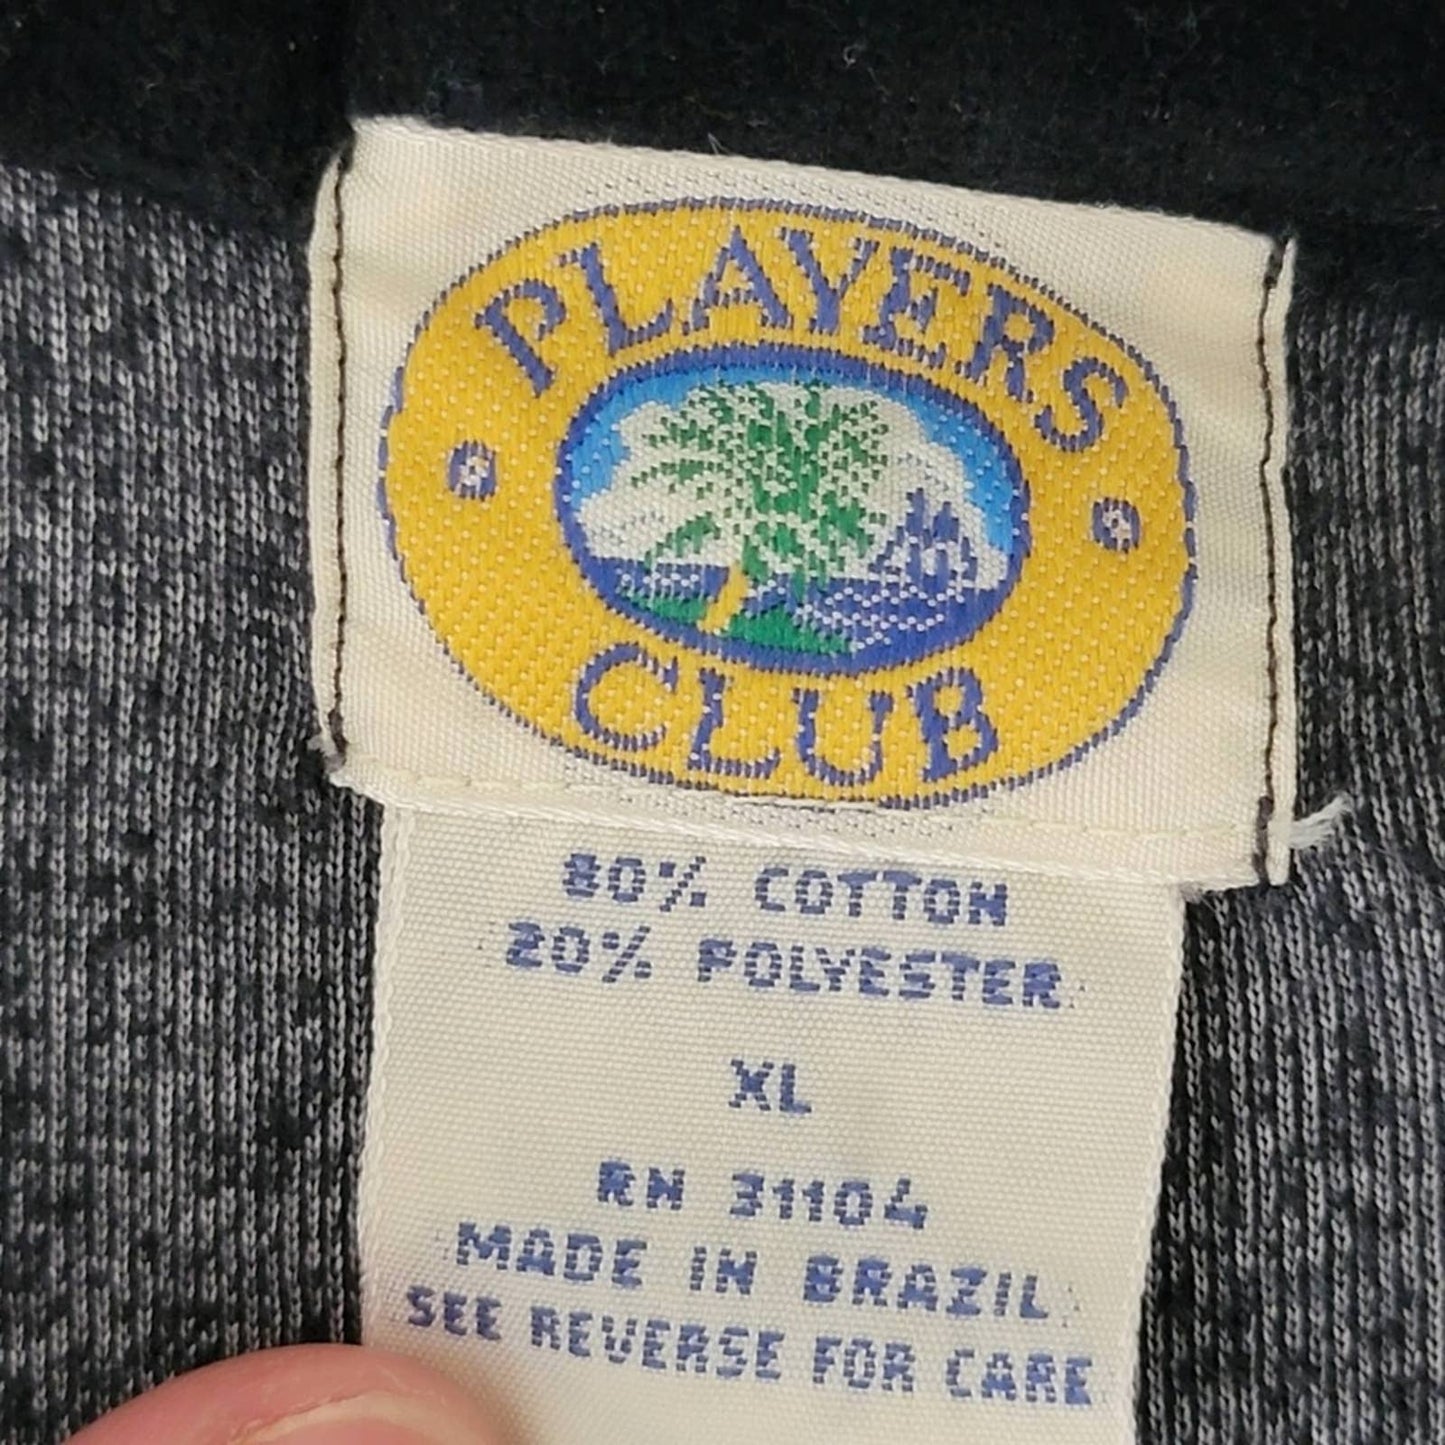 PLAYERS
CLUB
80% COTTON
20% POLYESTER
XL
RN 31104
MADE IN BRAZIL
SEE REVERSE FOR CARE